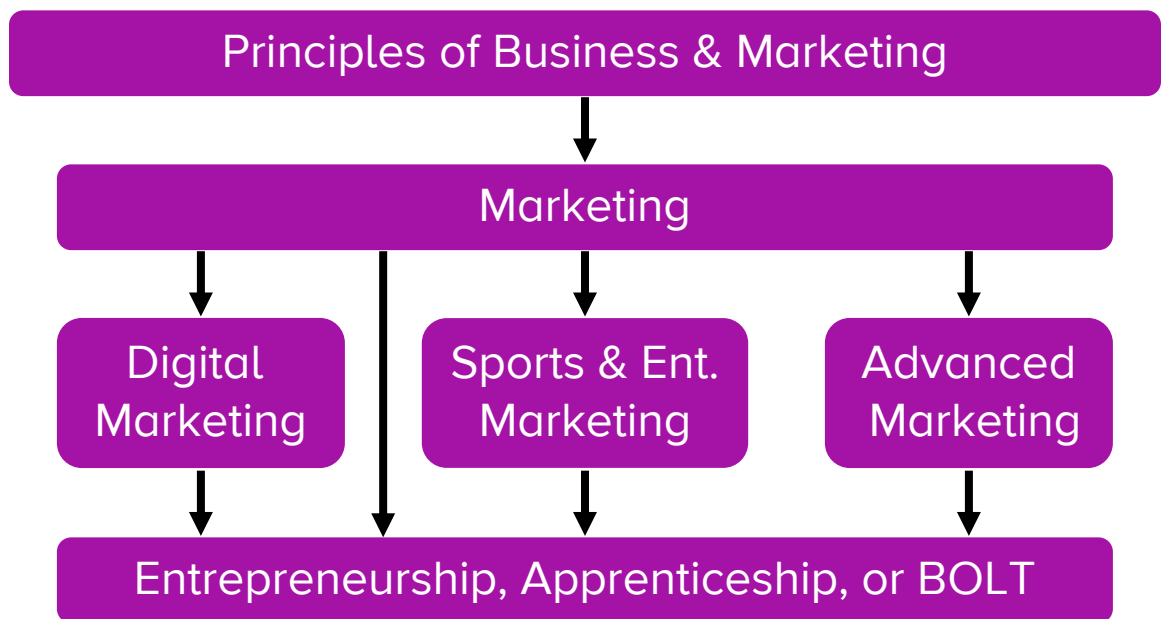 Principles of Business & Marketing
Marketing
Digital
Marketing
Sports & Ent.
Marketing
Advanced
Marketing
Entrepreneurship, Apprenticeship, or BOLT